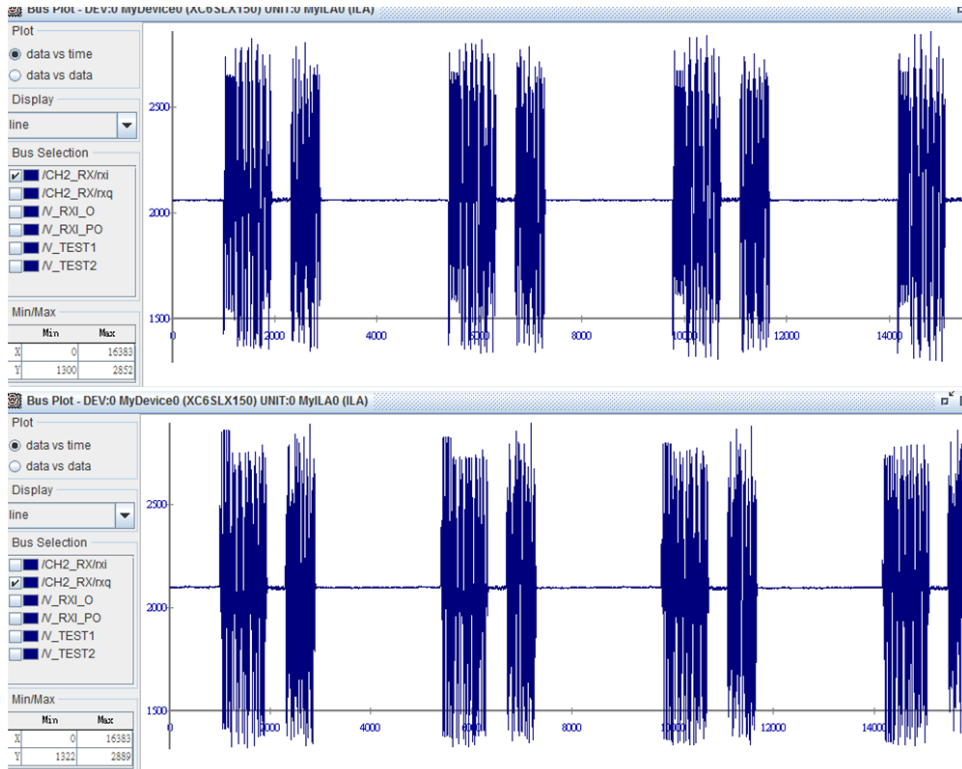 Bus Plot - DEV:0 MyDevice0 (XC6SLX150) UNIT:0 MyILA0 (ILA)
Plot
data vs time
data vs data
Display
line
Bus Selection
/CH2_RX/rxi
/CH2_RX/rxq
/V_RXI_O
/V_RXI_PO
/V_TEST1
/V_TEST2
Min/Max
Min Max
X 0 16383
Y 1300 2852
2500
2000
1500
0 2000 4000 6000 8000 10000 12000 14000
Bus Plot - DEV:0 MyDevice0 (XC6SLX150) UNIT:0 MyILA0 (ILA)
Plot
data vs time
data vs data
Display
line
Bus Selection
/CH2_RX/rxi
/CH2_RX/rxq
/V_RXI_O
/V_RXI_PO
/V_TEST1
/V_TEST2
Min/Max
Min Max
X 0 16383
Y 1322 2889
2500
2000
1500
0 2000 4000 6000 8000 10000 12000 14000